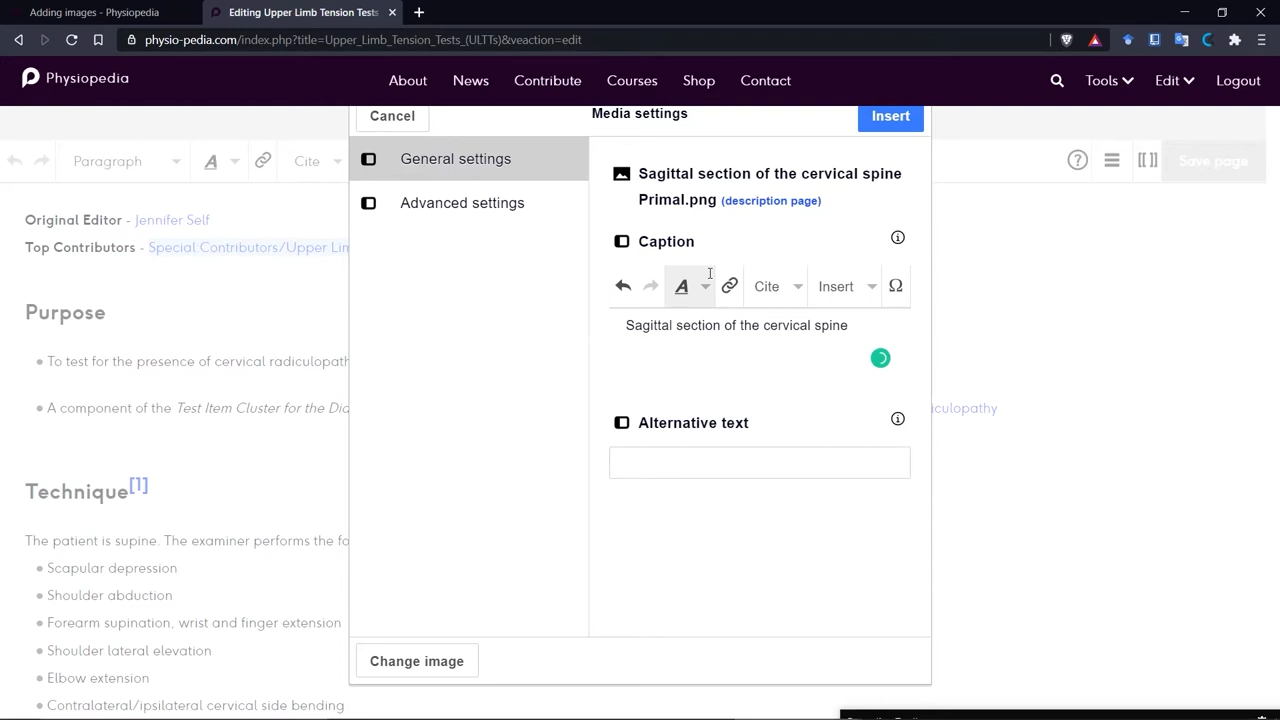 Adding images - Physiopedia
Editing Upper Limb Tension Tests
physio-pedia.com/index.php?title=Upper_Limb_Tension_Tests_(ULTTs)&veaction=edit
Physiopedia
About News Contribute Courses Shop Contact Tools Edit Logout
Cancel Media settings Insert
Paragraph A Cite
Save page
General settings
Advanced settings
Sagittal section of the cervical spine
Primal.png (description page)
Caption
A Cite Insert Ω
Sagittal section of the cervical spine
Alternative text
Change image
Original Editor - Jennifer Self
Top Contributors - Special Contributors/Upper Lim
Purpose
To test for the presence of cervical radiculopath
A component of the Test Item Cluster for the Dia
iculopathy
Technique[1]
The patient is supine. The examiner performs the fo
Scapular depression
Shoulder abduction
Forearm supination, wrist and finger extension
Shoulder lateral elevation
Elbow extension
Contralateral/ipsilateral cervical side bending